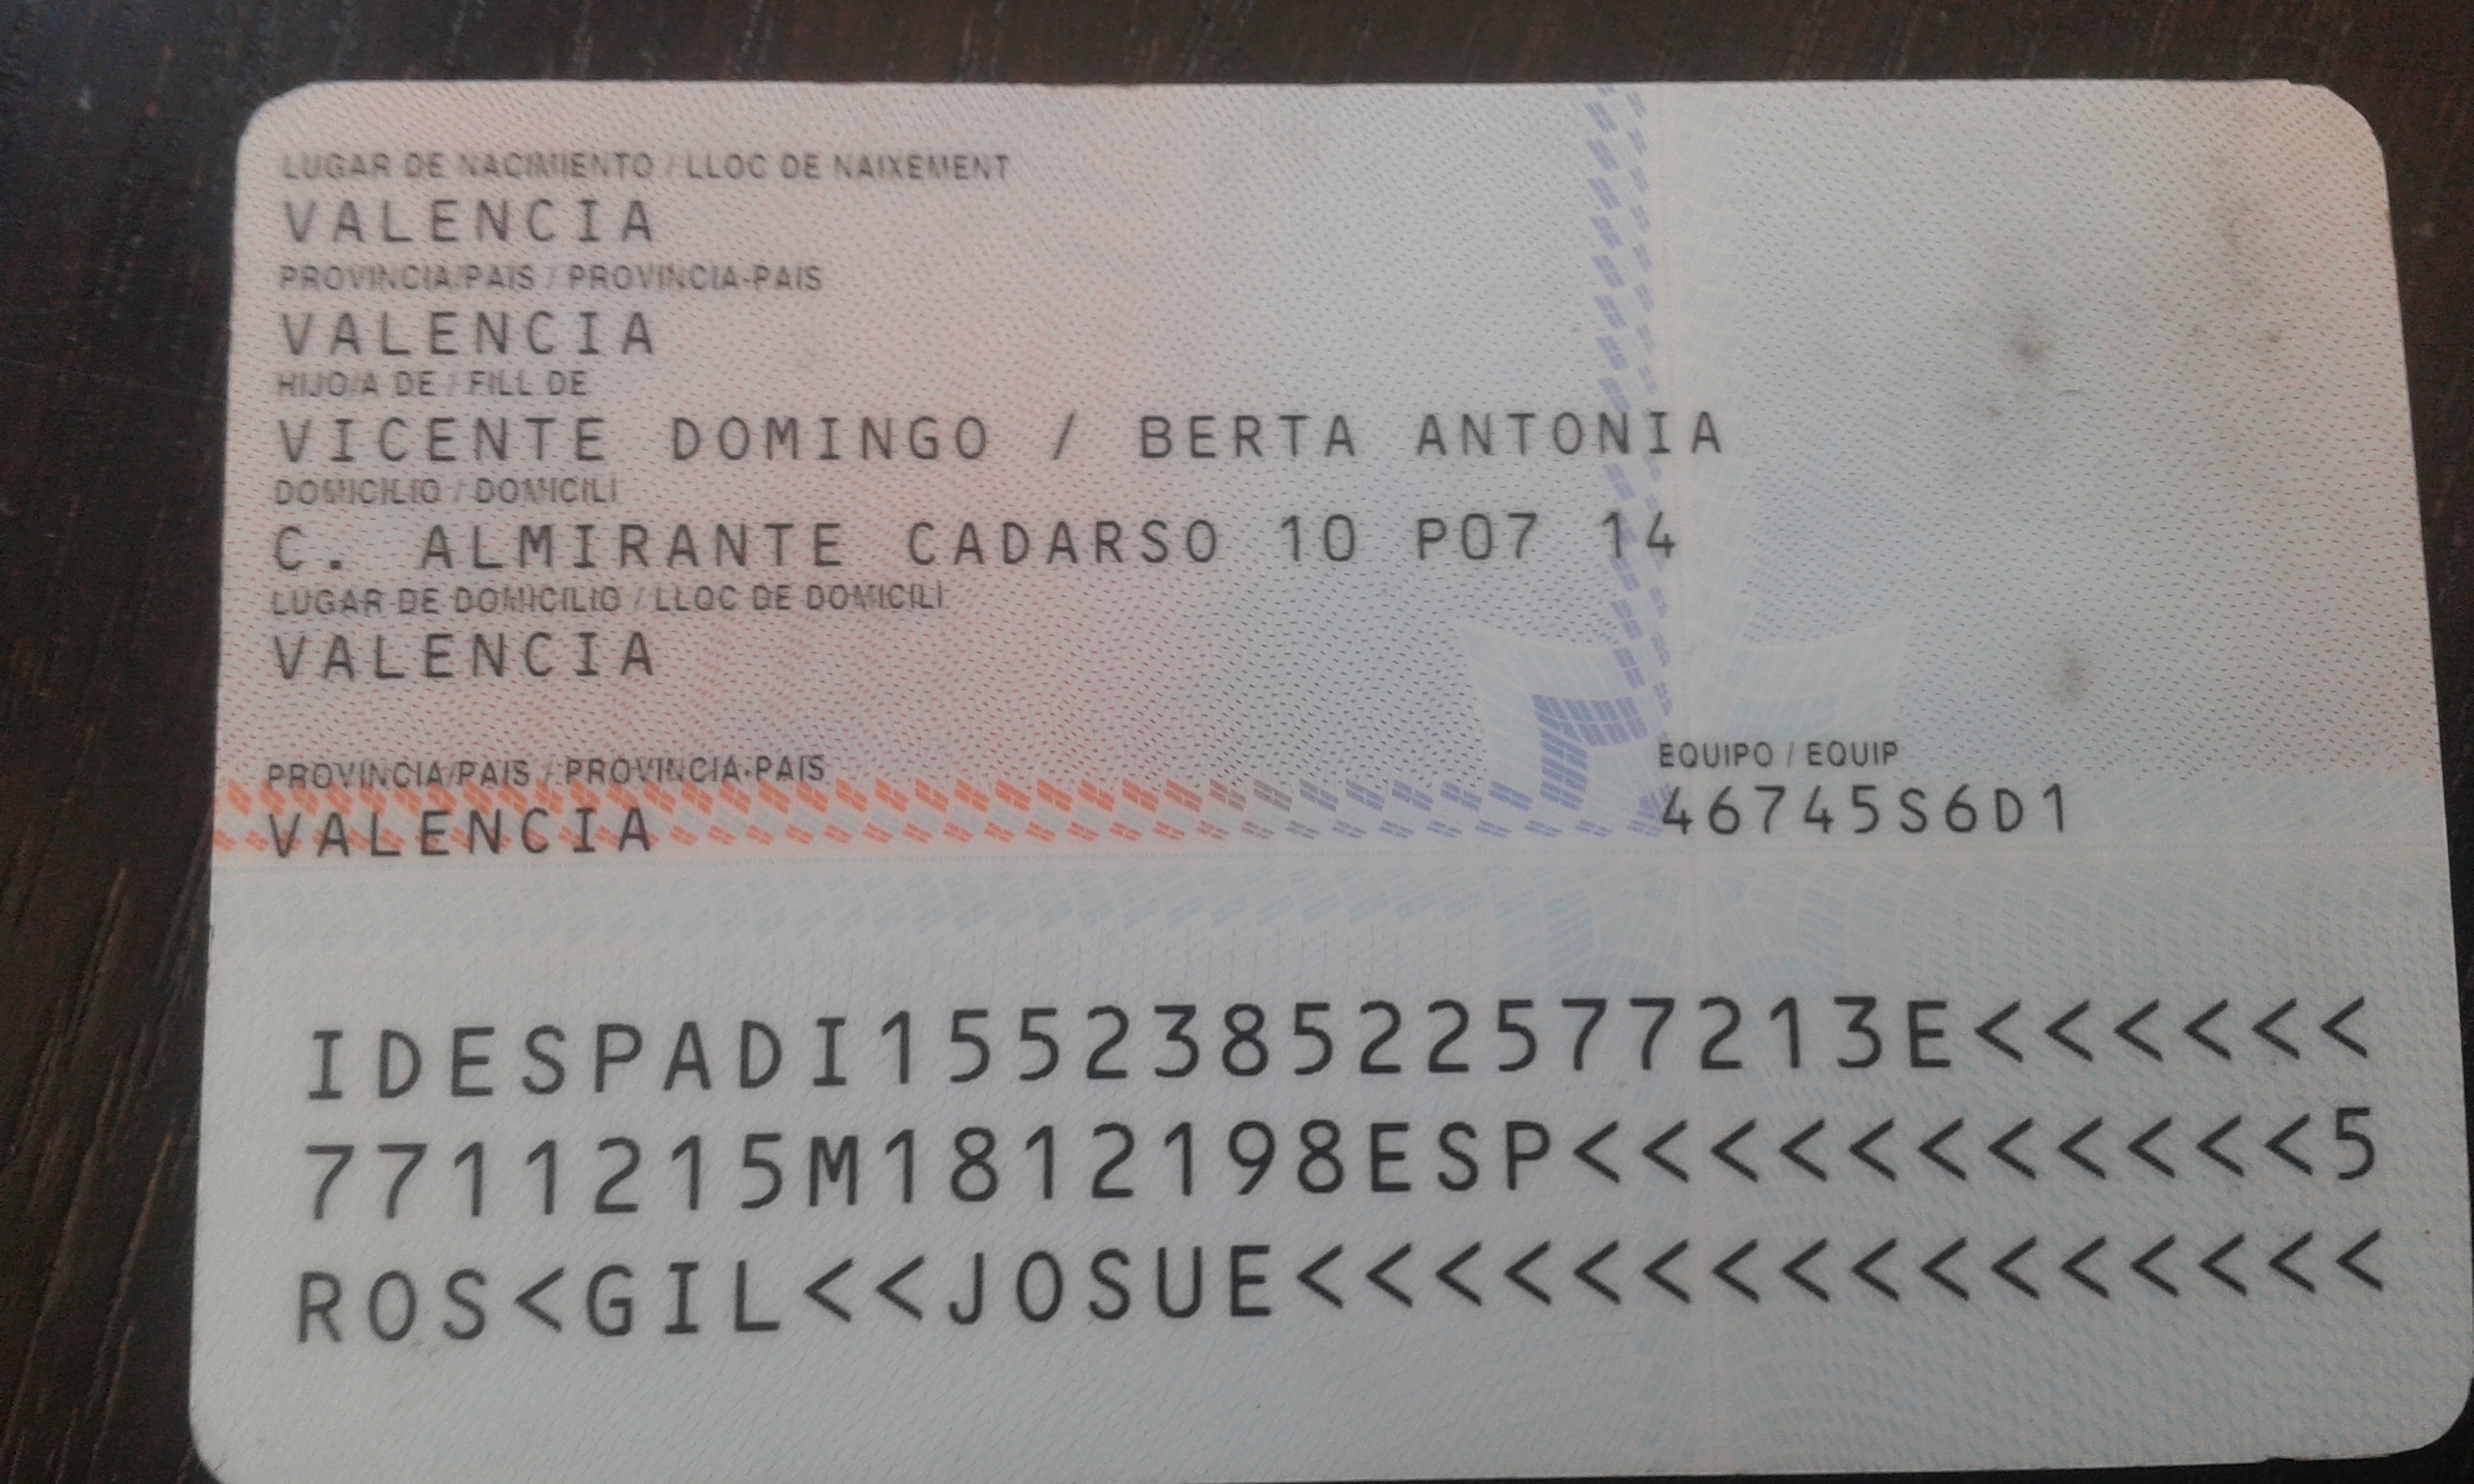 LUGAR DE NACIMIENTO / LLOC DE NAIXEMENT
VALENCIA
PROVINCIA/PAIS / PROVINCIA-PAIS
VALENCIA
HIJO/A DE / FILL DE
VICENTE DOMINGO / BERTA ANTONIA
DOMICILIO / DOMICILI
C. ALMIRANTE CADARSO 10 P07 14
LUGAR DE DOMICILIO / LLOC DE DOMICILI
VALENCIA
PROVINCIA/PAIS / PROVINCIA-PAIS
VALENCIA
EQUIPO / EQUIP
46745S6D1
IDESPADI155238522577213E<<<<<<
7711215M1812198ESP<<<<<<<<<<<5
ROS<GIL<<JOSUE<<<<<<<<<<<<<<<<